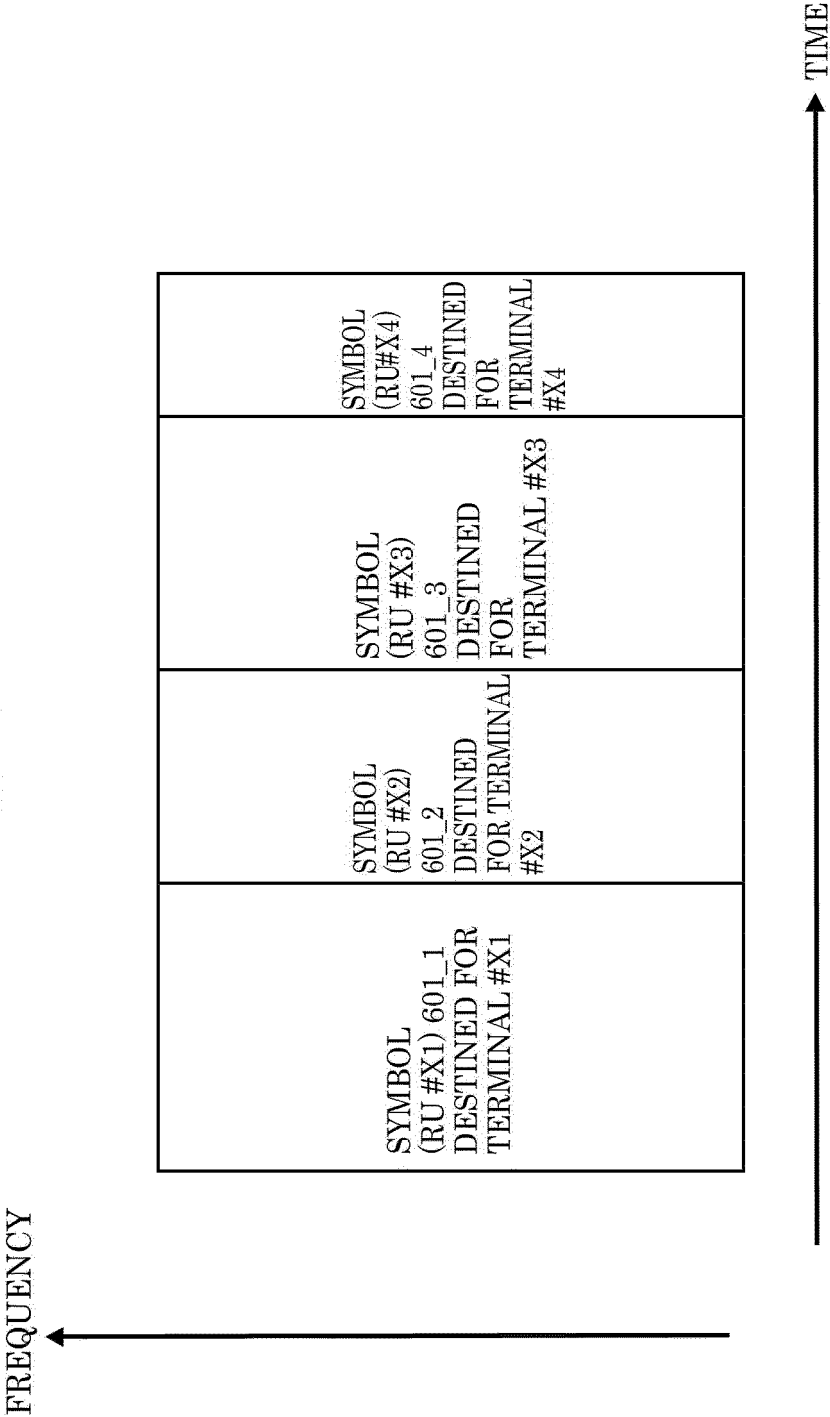 FREQUENCY
SYMBOL
(RU #X1) 601_1
DESTINED FOR
TERMINAL #X1
SYMBOL
(RU #X2)
601_2
DESTINED
FOR TERMINAL
#X2
SYMBOL
(RU #X3)
601_3
DESTINED
FOR
TERMINAL #X3
SYMBOL
(RU#X4)
601_4
DESTINED
FOR
TERMINAL
#X4
TIME